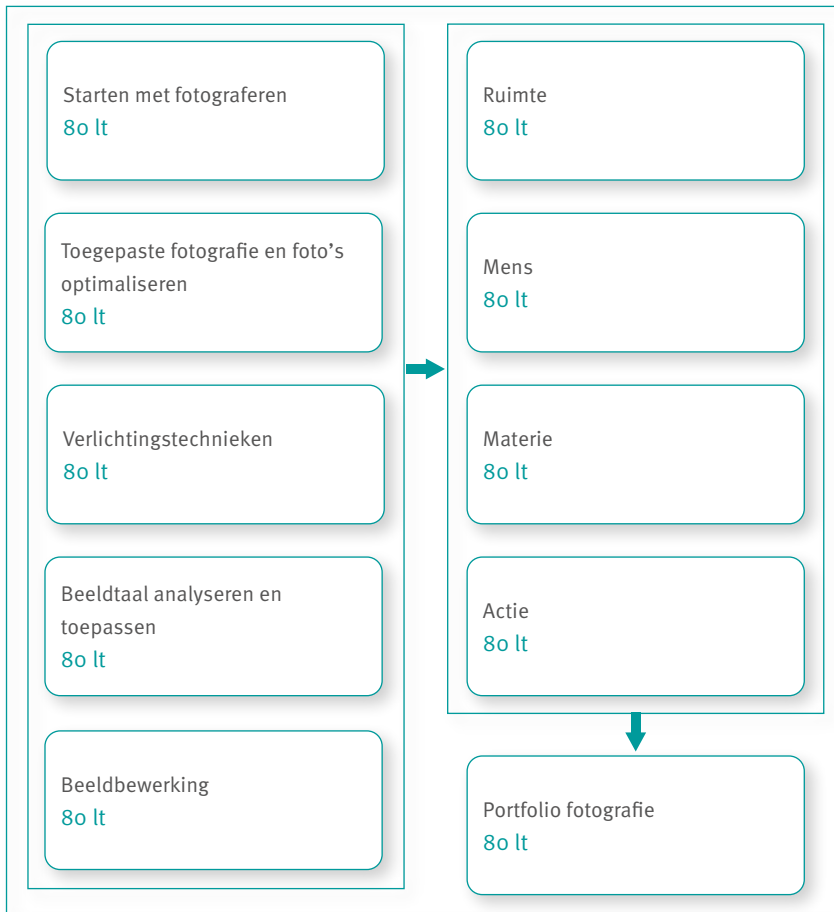 Starten met fotograferen
80 lt
Toegepaste fotografie en foto's
optimaliseren
80 lt
Verlichtingstechnieken
80 lt
Beeldtaal analyseren en
toepassen
80 lt
Beeldbewerking
80 lt
Ruimte
80 lt
Mens
80 lt
Materie
80 lt
Actie
80 lt
Portfolio fotografie
80 lt